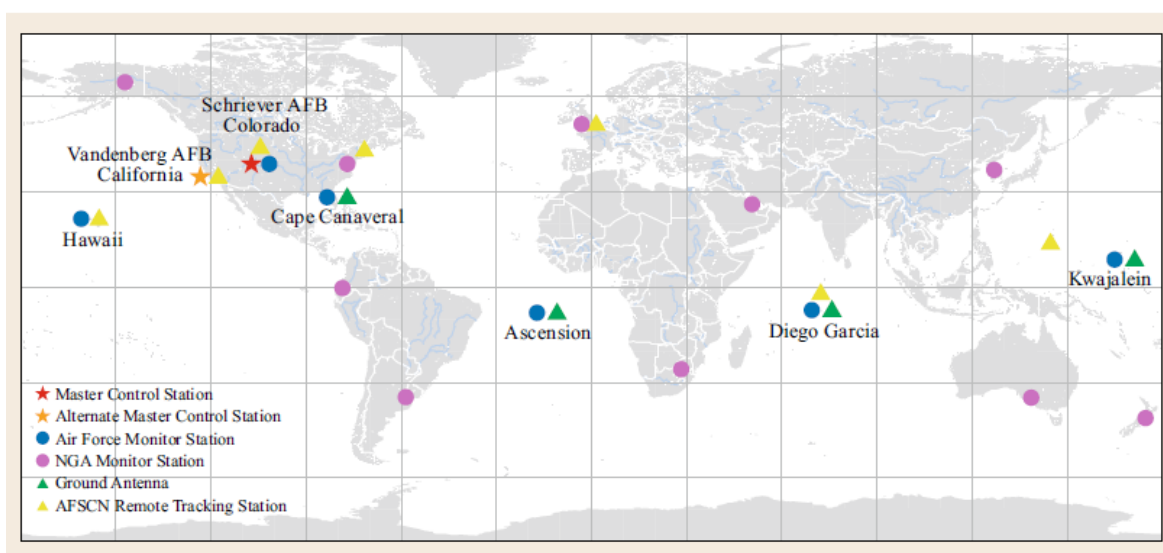 Schriever AFB
Colorado
Vandenberg AFB
California
Cape Canaveral
Hawaii
Kwajalein
Ascension
Diego Garcia
Master Control Station
Alternate Master Control Station
Air Force Monitor Station
NGA Monitor Station
Ground Antenna
AFSCN Remote Tracking Station